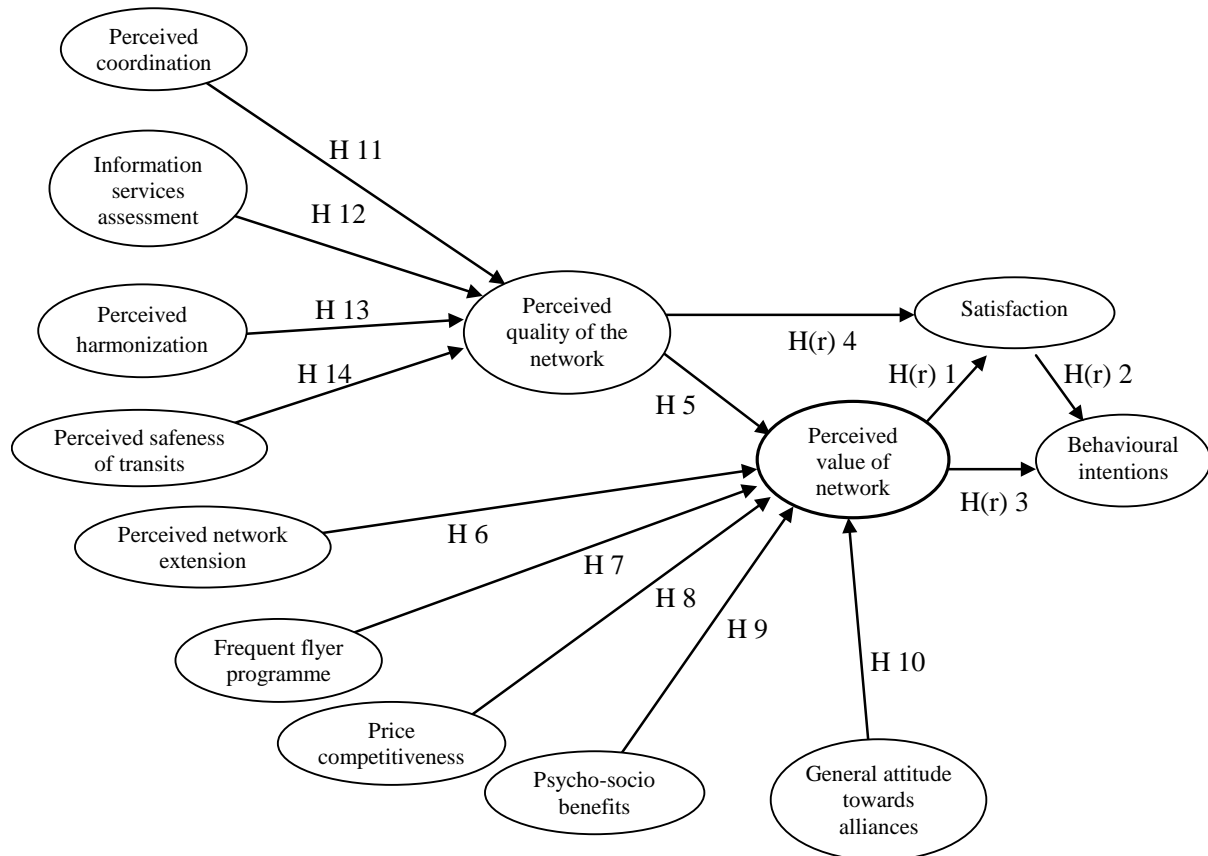 Perceived
coordination
H 11
Information
services
assessment
H 12
Perceived
harmonization
H 13
Perceived safeness
of transits
H 14
Perceived
quality of the
network
H(r) 4
Satisfaction
H 5
H(r) 1
H(r) 2
Perceived
value of
network
H(r) 3
Behavioural
intentions
Perceived network
extension
H 6
Frequent flyer
programme
H 7
Price
competitiveness
H 8
Psycho-socio
benefits
H 9
General attitude
towards
alliances
H 10